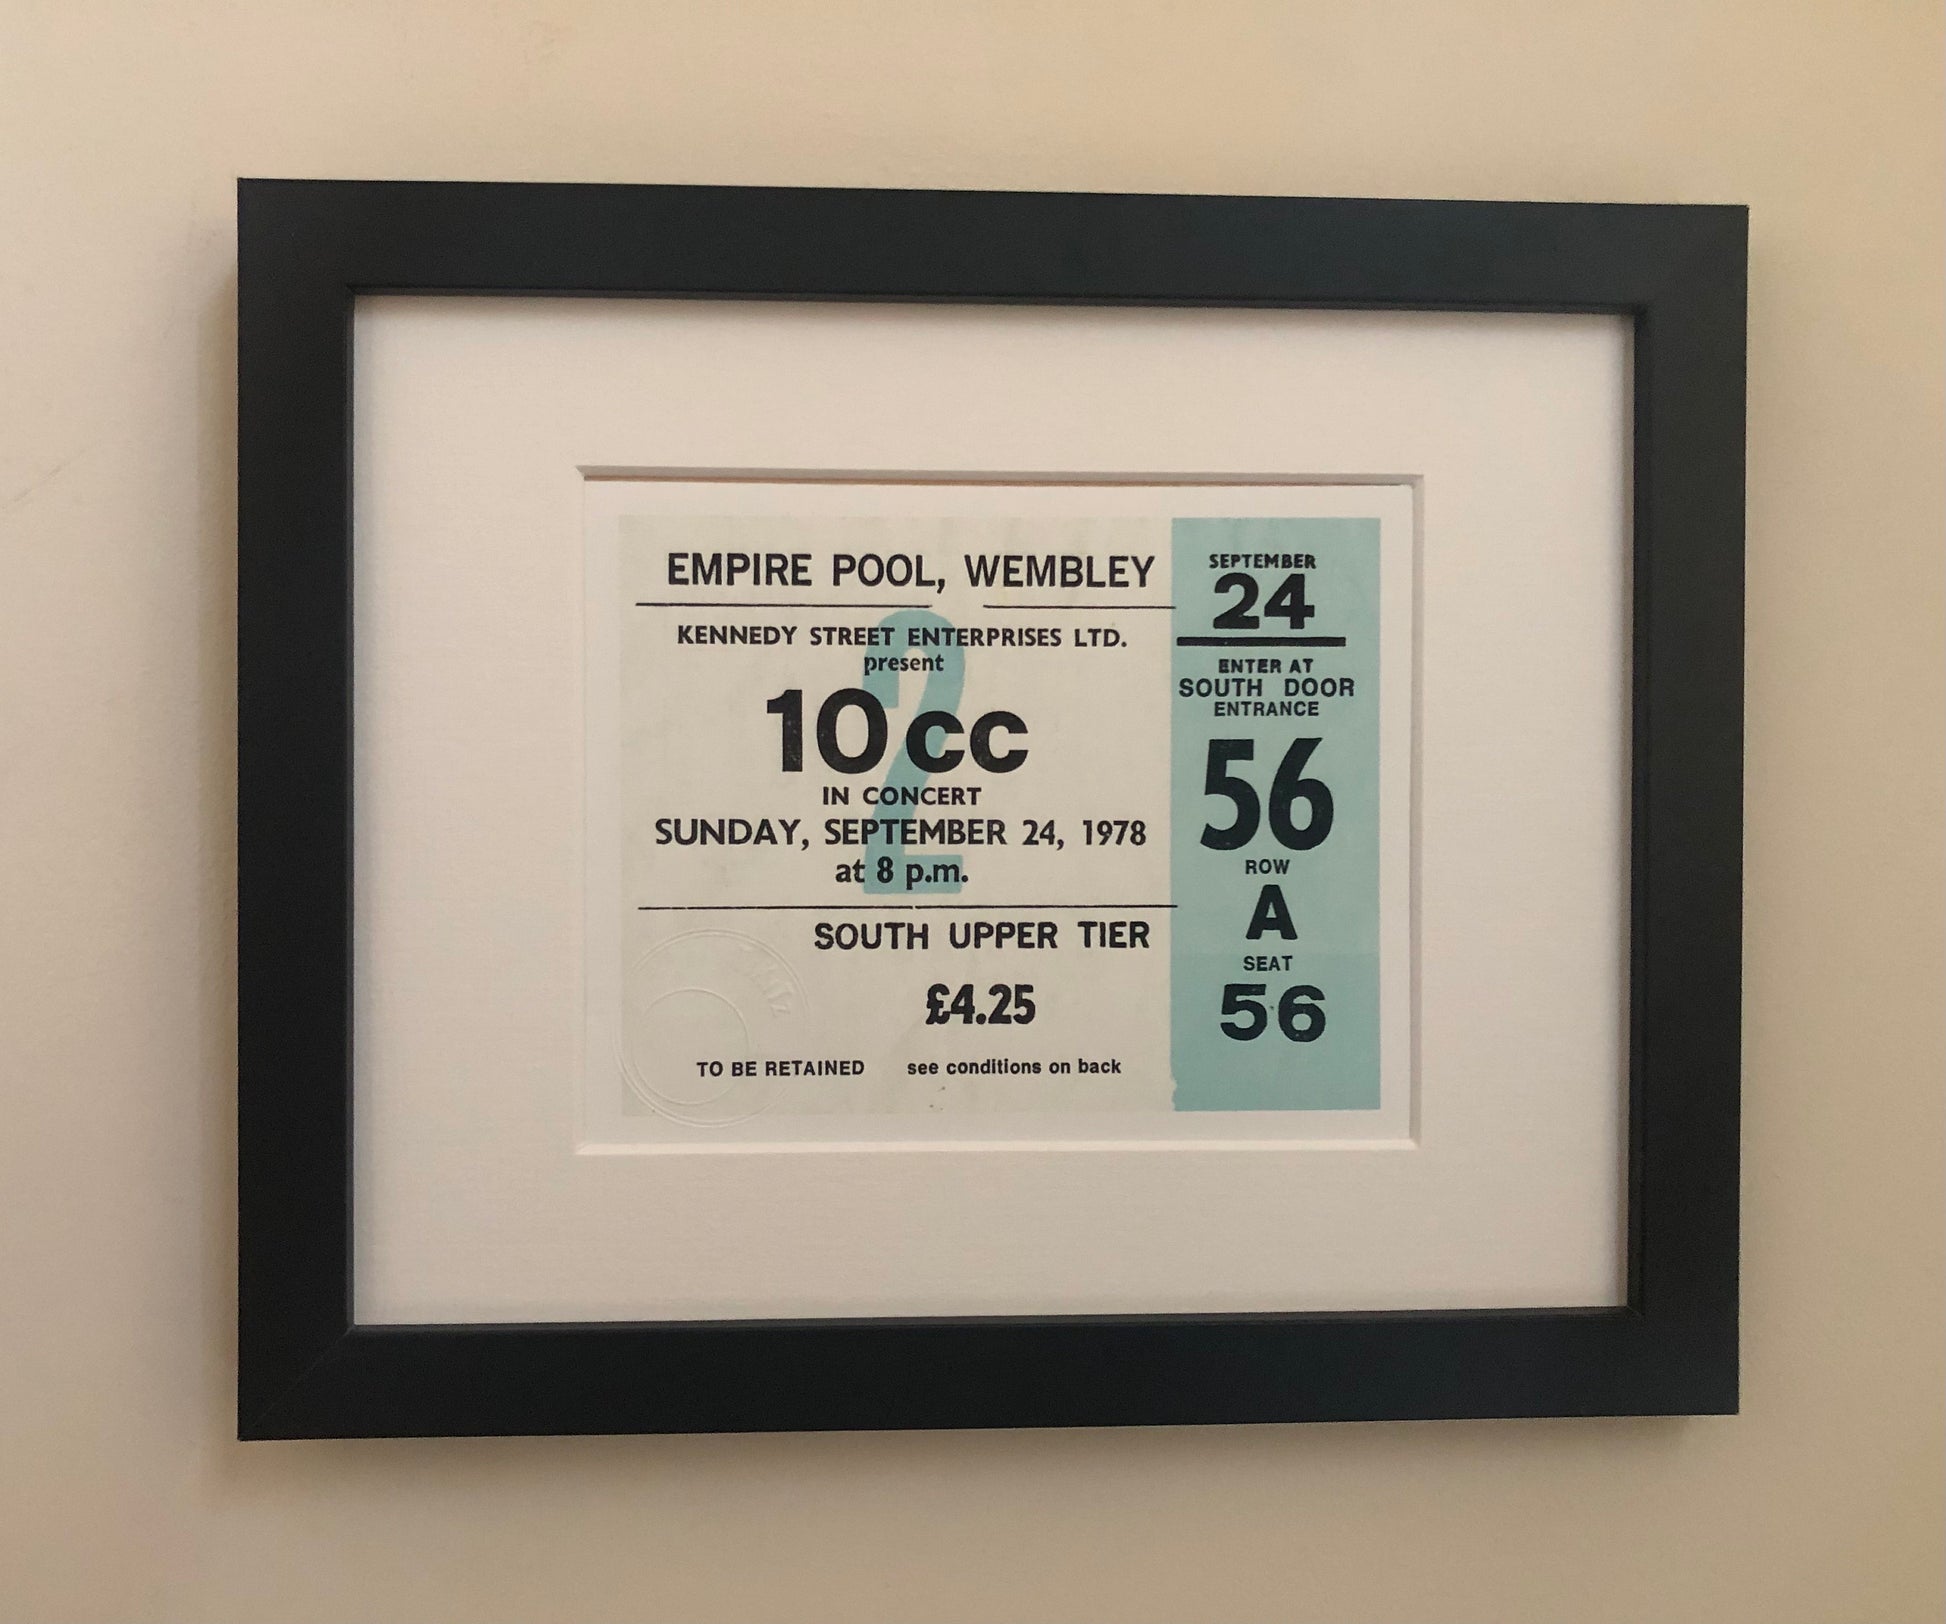 EMPIRE POOL, WEMBLEY
KENNEDY STREET ENTERPRISES LTD.
present
2
10cc
IN CONCERT
SUNDAY, SEPTEMBER 24, 1978
at 8 p.m.
SOUTH UPPER TIER
£4.25
TO BE RETAINED see conditions on back
SEPTEMBER
24
ENTER AT
SOUTH DOOR
ENTRANCE
56
ROW
A
SEAT
56